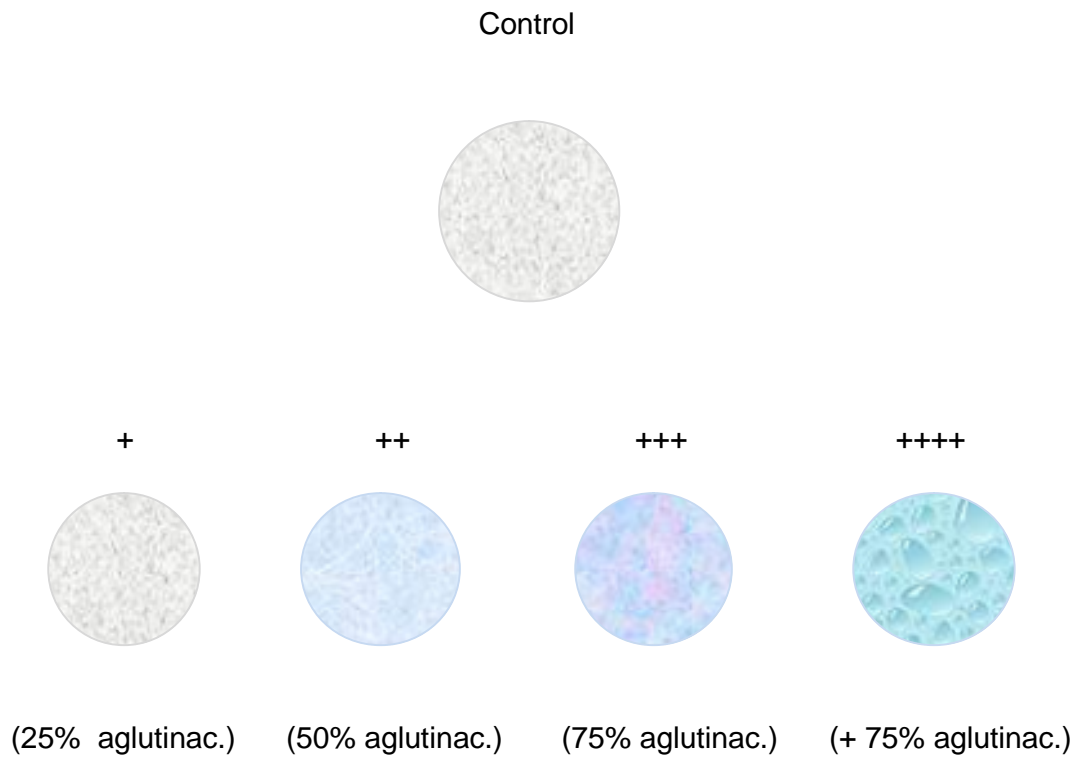 Control
+ ++ +++ ++++
(25% aglutinac.) (50% aglutinac.) (75% aglutinac.) (+ 75% aglutinac.)